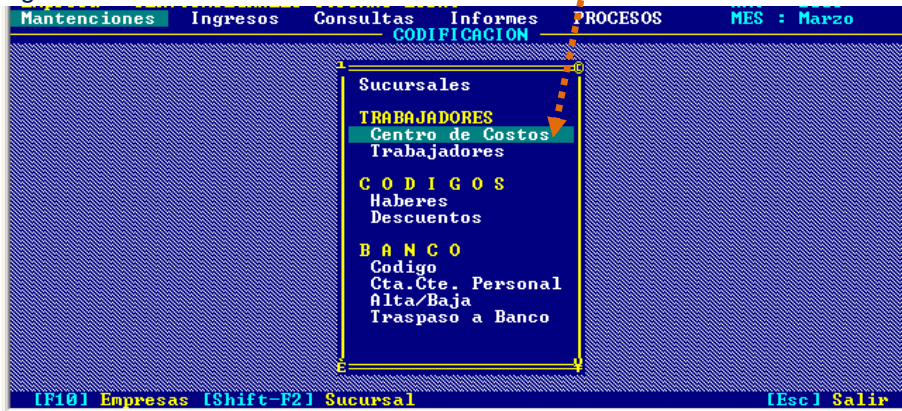 Mantenciones Ingresos Consultas Informes PROCESOS MES : Marzo
CODIFICACION
Sucursales
TRABAJADORES
Centro de Costos
Trabajadores
C O D I G O S
Haberes
Descuentos
B A N C O
Codigo
Cta.Cte. Personal
Alta/Baja
Traspaso a Banco
[F10] Empresas [Shift-F2] Sucursal [Esc] Salir